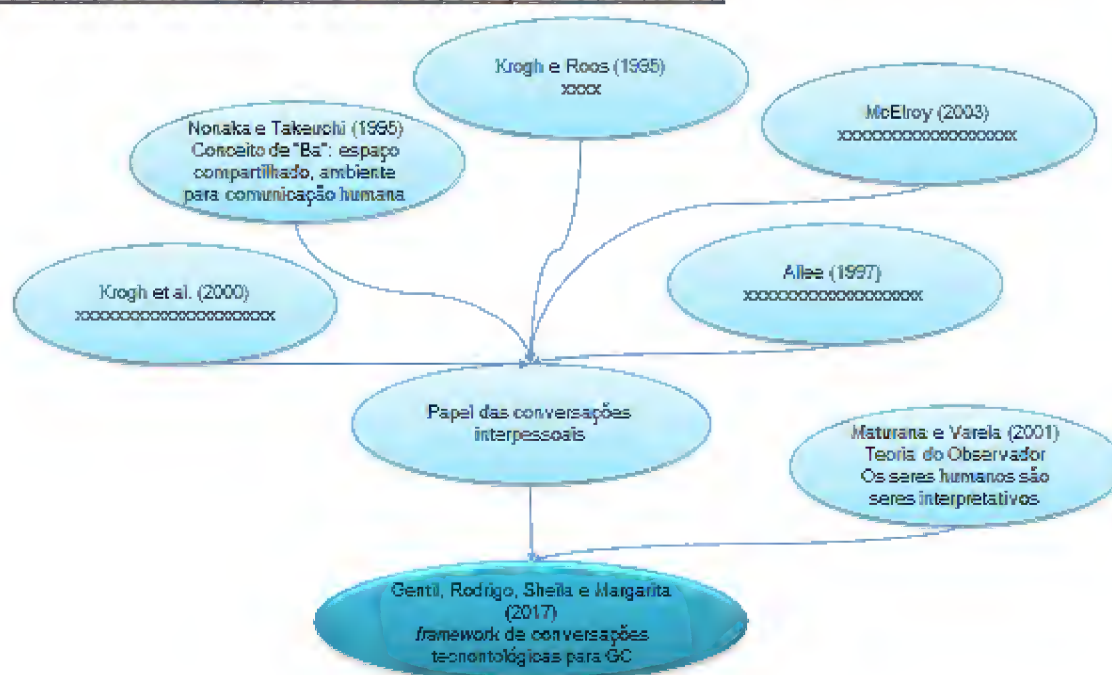 Krogh e Roos (1995)
xxxx
McElroy (2003)
xxxxxxxxxxxxxxxxxxxx
Nonaka e Takeuchi (1995)
Conceito de "Ba": espaço
compartilhado, ambiente
para comunicação humana
Allee (1997)
xxxxxxxxxxxxxxxxxxxx
Krogh et al. (2000)
xxxxxxxxxxxxxxxxxxxxxx
Papel das conversações
interpessoais
Maturana e Varela (2001)
Teoria do Observador
Os seres humanos são
seres interpretativos
Gentil, Rodrigo, Sheila e Margarita
(2017)
framework de conversações
tecnontológicas para GC